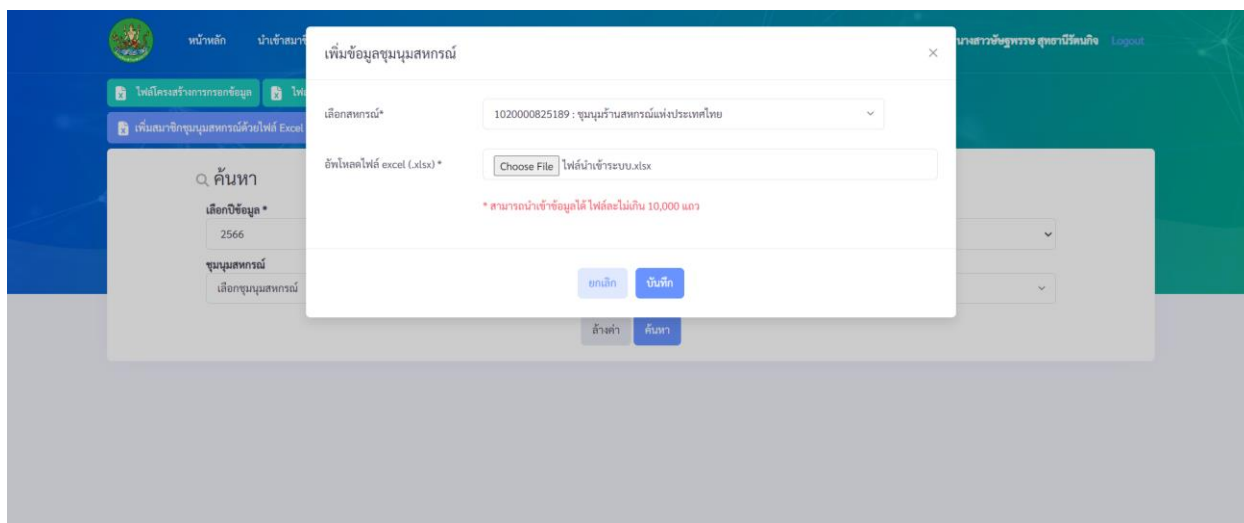 หน้าหลัก นำเข้าสมาชิ
เพิ่มข้อมูลชุมนุมสหกรณ์ ×
นางสาวษัษฐพรรษ สุทธานีรัตนกิจ Logout
ไฟล์โครงสร้างการกรอกข้อมูล
เลือกสหกรณ์* 1020000825189 : ชุมนุมร้านสหกรณ์แห่งประเทศไทย
เพิ่มสมาชิกชุมนุมสหกรณ์ด้วยไฟล์ Excel
อัพโหลดไฟล์ excel (.xlsx) * Choose File ไฟล์นำเข้าระบบ.xlsx
ค้นหา
* สามารถนำเข้าข้อมูลได้ ไฟล์ละไม่เกิน 10,000 แถว
เลือกปีข้อมูล *
2566
ชุมนุมสหกรณ์
เลือกชุมนุมสหกรณ์
ยกเลิก บันทึก
ล้างค่า ค้นหา